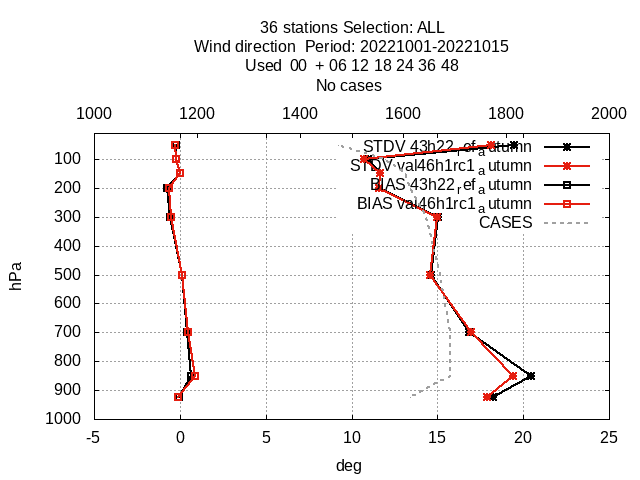 36 stations Selection: ALL
Wind direction  Period: 20221001-20221015
Used  00  + 06 12 18 24 36 48
No cases
1000 1200 1400 1600 1800 2000
STDV 43h22_ref_autumn
STDV val46h1rc1_autumn
BIAS 43h22_ref_autumn
BIAS val46h1rc1_autumn
CASES
hPa
100
200
300
400
500
600
700
800
900
1000
-5 0 5 10 15 20 25
deg